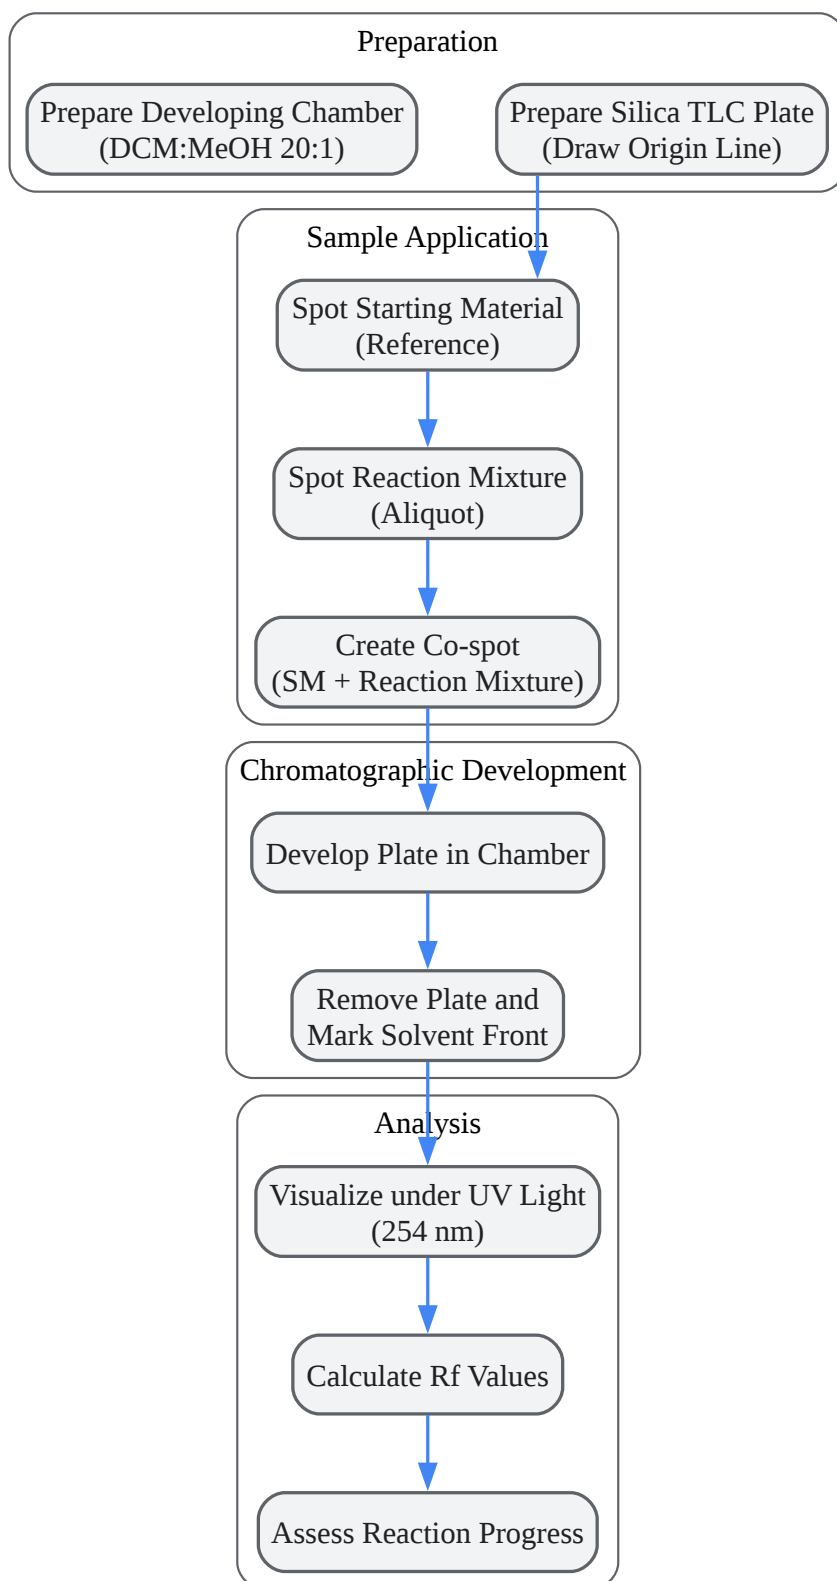 Preparation
Prepare Developing Chamber
(DCM:MeOH 20:1)
Prepare Silica TLC Plate
(Draw Origin Line)
Sample Application
Spot Starting Material
(Reference)
Spot Reaction Mixture
(Aliquot)
Create Co-spot
(SM + Reaction Mixture)
Chromatographic Development
Develop Plate in Chamber
Remove Plate and
Mark Solvent Front
Analysis
Visualize under UV Light
(254 nm)
Calculate Rf Values
Assess Reaction Progress